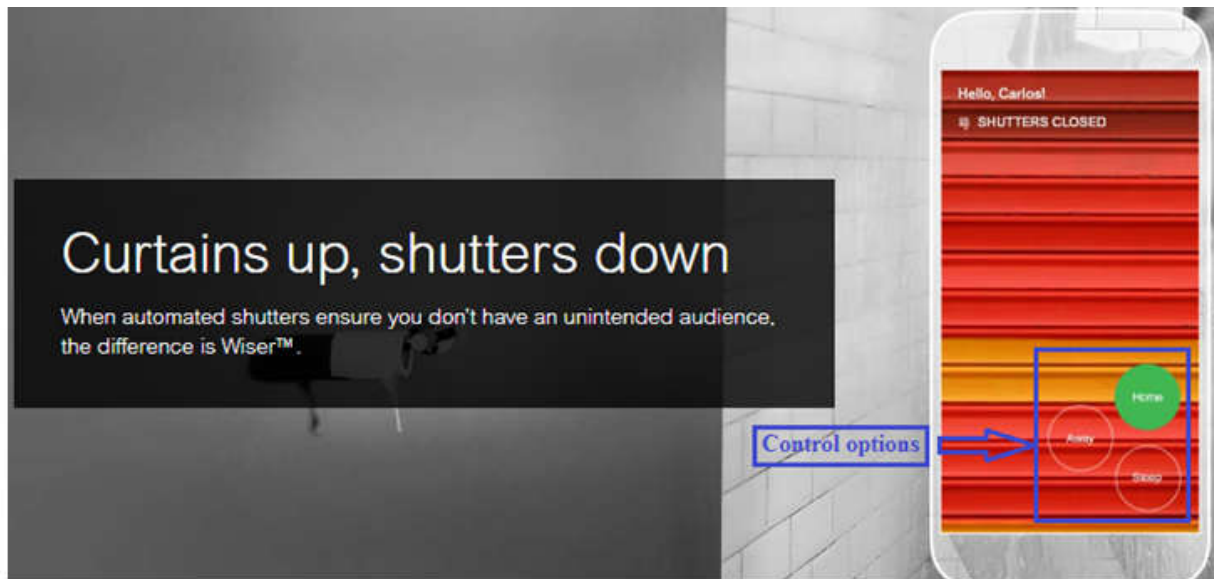 Hello, Carlos!
SHUTTERS CLOSED
Curtains up, shutters down
When automated shutters ensure you don't have an unintended audience,
the difference is Wiser™.
Home
Control options
Away
Sleep